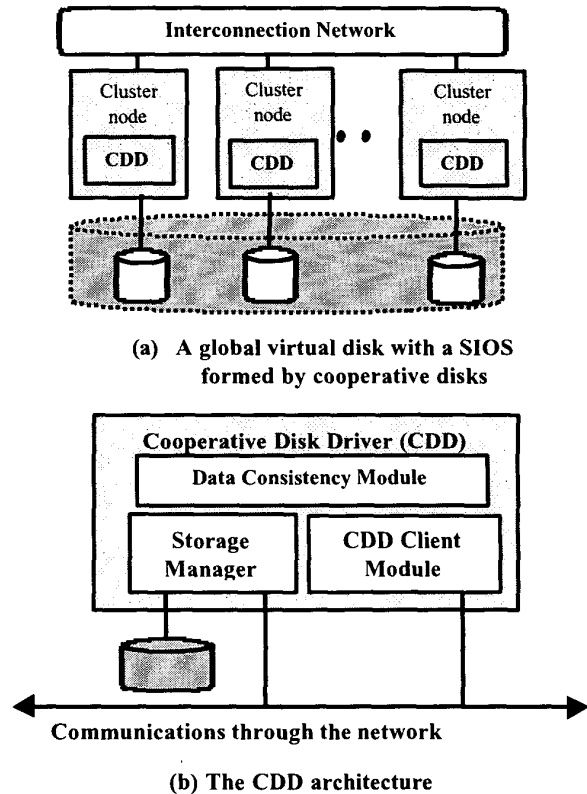 Interconnection Network
Cluster
node
CDD
Cluster
node
CDD
Cluster
node
CDD
(a) A global virtual disk with a SIOS
formed by cooperative disks
Cooperative Disk Driver (CDD)
Data Consistency Module
Storage
Manager
CDD Client
Module
Communications through the network
(b) The CDD architecture